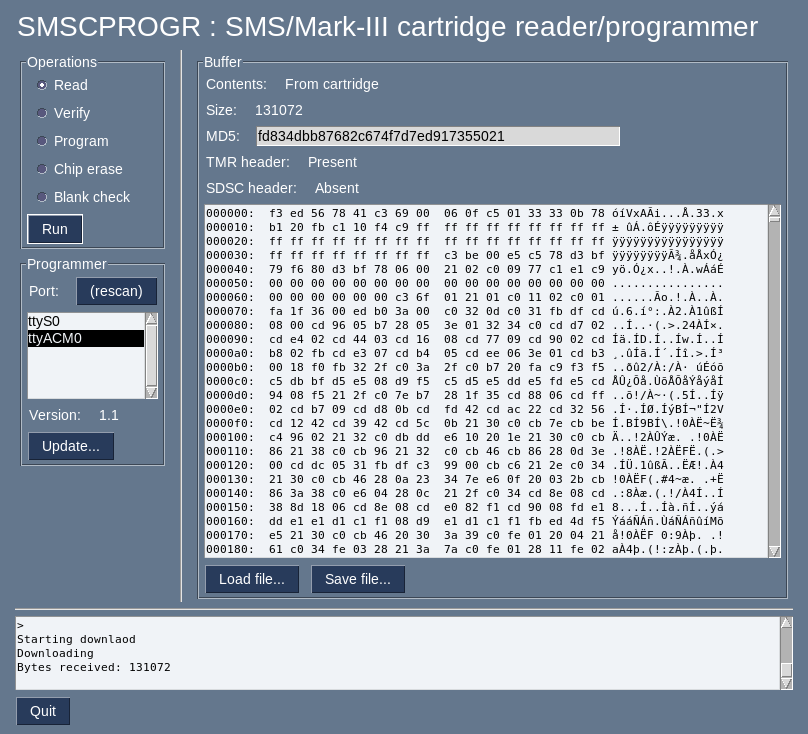 SMSCPROGR : SMS/Mark-III cartridge reader/programmer
Operations
Read
Verify
Program
Chip erase
Blank check
Run
Programmer
Port: (rescan)
ttyS0
ttyACM0
Version: 1.1
Update...
Buffer
Contents: From cartridge
Size: 131072
MD5: fd834dbb87682c674f7d7ed917355021
TMR header: Present
SDSC header: Absent
000000: f3 ed 56 78 41 c3 69 00 06 0f c5 01 33 33 0b 78 óíVxAÃi...Å.33.x
000010: b1 20 fb c1 10 f4 c9 ff ff ff ff ff ff ff ff ff ± ûÁ.ôÉÿÿÿÿÿÿÿÿÿ
000020: ff ff ff ff ff ff ff ff ff ff ff ff ff ff ff ff ÿÿÿÿÿÿÿÿÿÿÿÿÿÿÿÿ
000030: ff ff ff ff ff ff ff ff c3 be 00 e5 c5 78 d3 bf ÿÿÿÿÿÿÿÿÃ¾.åÅxÓ¿
000040: 79 f6 80 d3 bf 78 06 00 21 02 c0 09 77 c1 e1 c9 yö.Ó¿x..!.À.wÁáÉ
000050: 00 00 00 00 00 00 00 00 00 00 00 00 00 00 00 00 ................
000060: 00 00 00 00 00 00 c3 6f 01 21 01 c0 11 02 c0 01 ......Ão.!.À..À.
000070: fa 1f 36 00 ed b0 3a 00 c0 32 0d c0 31 fb df cd ú.6.í°:.À2.À1ûßÍ
000080: 08 00 cd 96 05 b7 28 05 3e 01 32 34 c0 cd d7 02 ..Í..·(.>.24ÀÍ×.
000090: cd e4 02 cd 44 03 cd 16 08 cd 77 09 cd 90 02 cd Íä.ÍD.Í..Íw.Í..Í
0000a0: b8 02 fb cd e3 07 cd b4 05 cd ee 06 3e 01 cd b3 ¸.ûÍã.Í´.Íî.>.Í³
0000b0: 00 18 f0 fb 32 2f c0 3a 2f c0 b7 20 fa c9 f3 f5 ..ðû2/À:/À· úÉóõ
0000c0: c5 db bf d5 e5 08 d9 f5 c5 d5 e5 dd e5 fd e5 cd ÅÛ¿Õå.ÙõÅÕåÝåýåÍ
0000d0: 94 08 f5 21 2f c0 7e b7 28 1f 35 cd 88 06 cd ff ..õ!/À~·(.5Í..Íÿ
0000e0: 02 cd b7 09 cd d8 0b cd fd 42 cd ac 22 cd 32 56 .Í·.ÍØ.ÍýBÍ¬"Í2V
0000f0: cd 12 42 cd 39 42 cd 5c 0b 21 30 c0 cb 7e cb be Í.BÍ9BÍ\.!0ÀË~Ë¾
000100: c4 96 02 21 32 c0 db dd e6 10 20 1e 21 30 c0 cb Ä..!2ÀÛÝæ. .!0ÀË
000110: 86 21 38 c0 cb 96 21 32 c0 cb 46 cb 86 28 0d 3e .!8ÀË.!2ÀËFË.(.>
000120: 00 cd dc 05 31 fb df c3 99 00 cb c6 21 2e c0 34 .ÍÜ.1ûßÃ..ËÆ!.À4
000130: 21 30 c0 cb 46 28 0a 23 34 7e e6 0f 20 03 2b cb !0ÀËF(.#4~æ. .+Ë
000140: 86 3a 38 c0 e6 04 28 0c 21 2f c0 34 cd 8e 08 cd .:8Àæ.(.!/À4Í..Í
000150: 38 8d 18 06 cd 8e 08 cd e0 82 f1 cd 90 08 fd e1 8...Í..Íà.ñÍ..ýá
000160: dd e1 e1 d1 c1 f1 08 d9 e1 d1 c1 f1 fb ed 4d f5 ÝááÑÁñ.ÙáÑÁñûíMõ
000170: e5 21 30 c0 cb 46 20 20 3a 39 c0 fe 01 20 04 21 å!0ÀËF  :9Àþ. .!
000180: 61 c0 34 fe 03 28 21 3a 7a c0 fe 01 28 11 fe 02 aÀ4þ.(!:zÀþ.(.þ.
Load file... Save file...
>
Starting downlaod
Downloading
Bytes received: 131072
Quit